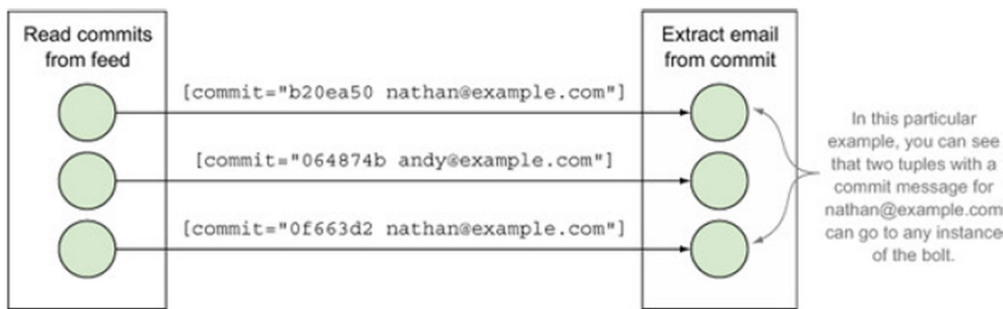 Read commits
from feed
[commit="b20ea50 nathan@example.com"]
[commit="064874b andy@example.com"]
[commit="0f663d2 nathan@example.com"]
Extract email
from commit
In this particular
example, you can see
that two tuples with a
commit message for
nathan@example.com
can go to any instance
of the bolt.